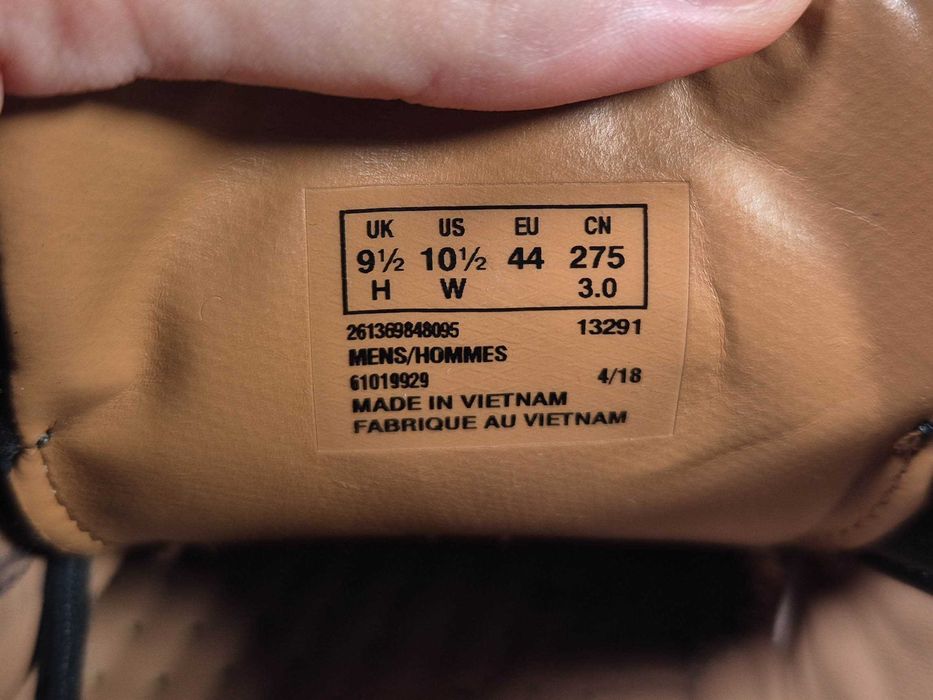 UK US EU CN
9½ 10½ 44 275
H W 3.0
261369848095 13291
MENS/HOMMES
61019929 4/18
MADE IN VIETNAM
FABRIQUE AU VIETNAM